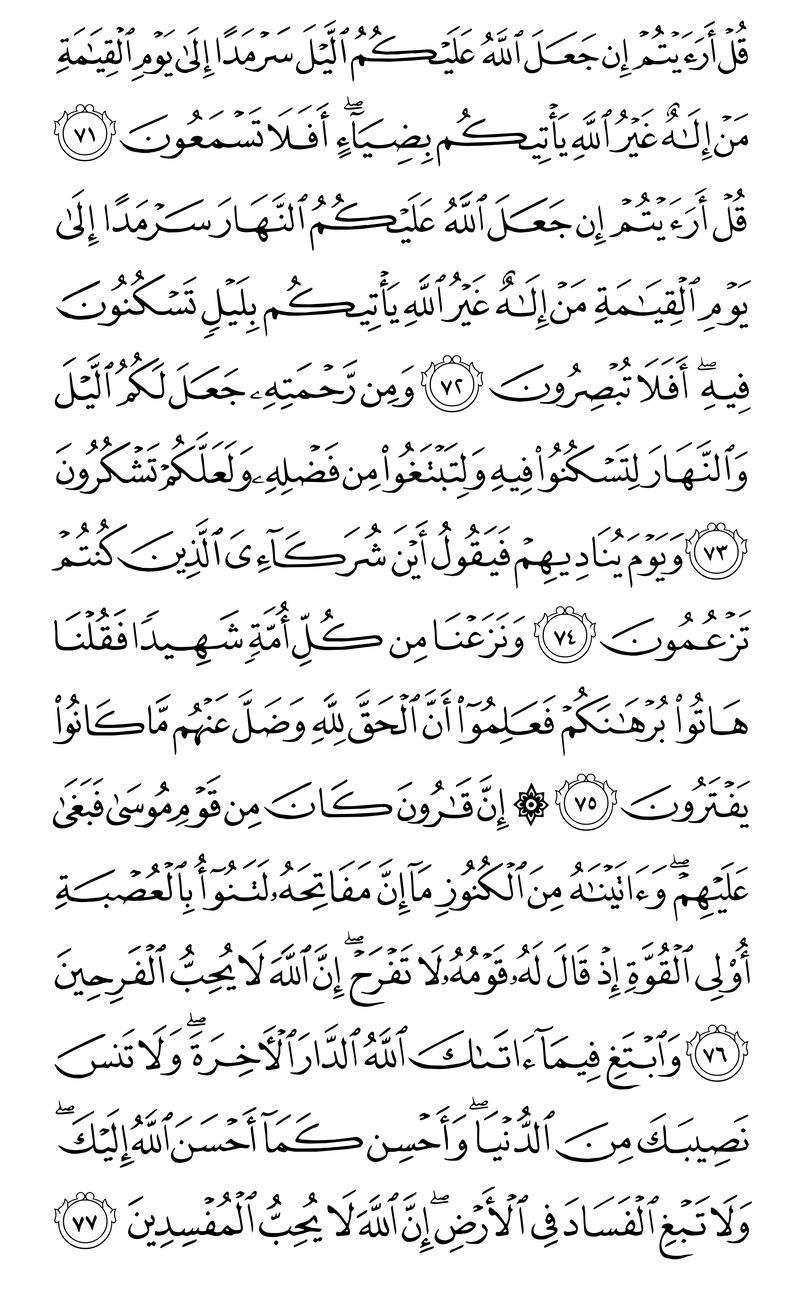 قُلْ أَرَءَيْتُمْ إِن جَعَلَ ٱللَّهُ عَلَيْكُمُ ٱلَّيْلَ سَرْمَدًا إِلَىٰ يَوْمِ ٱلْقِيَٰمَةِ
مَنْ إِلَٰهٌ غَيْرُ ٱللَّهِ يَأْتِيكُم بِضِيَآءٍ ۖ أَفَلَا تَسْمَعُونَ ٧١
قُلْ أَرَءَيْتُمْ إِن جَعَلَ ٱللَّهُ عَلَيْكُمُ ٱلنَّهَارَ سَرْمَدًا إِلَىٰ
يَوْمِ ٱلْقِيَٰمَةِ مَنْ إِلَٰهٌ غَيْرُ ٱللَّهِ يَأْتِيكُم بِلَيْلٍ تَسْكُنُونَ
فِيهِ ۖ أَفَلَا تُبْصِرُونَ ٧٢ وَمِن رَّحْمَتِهِۦ جَعَلَ لَكُمُ ٱلَّيْلَ
وَٱلنَّهَارَ لِتَسْكُنُوا۟ فِيهِ وَلِتَبْتَغُوا۟ مِن فَضْلِهِۦ وَلَعَلَّكُمْ تَشْكُرُونَ
٧٣ وَيَوْمَ يُنَادِيهِمْ فَيَقُولُ أَيْنَ شُرَكَآءِىَ ٱلَّذِينَ كُنتُمْ
تَزْعُمُونَ ٧٤ وَنَزَعْنَا مِن كُلِّ أُمَّةٍ شَهِيدًا فَقُلْنَا
هَاتُوا۟ بُرْهَٰنَكُمْ فَعَلِمُوٓا۟ أَنَّ ٱلْحَقَّ لِلَّهِ وَضَلَّ عَنْهُم مَّا كَانُوا۟
يَفْتَرُونَ ٧٥ ۞ إِنَّ قَٰرُونَ كَانَ مِن قَوْمِ مُوسَىٰ فَبَغَىٰ
عَلَيْهِمْ ۖ وَءَاتَيْنَٰهُ مِنَ ٱلْكُنُوزِ مَآ إِنَّ مَفَاتِحَهُۥ لَتَنُوٓأُ بِٱلْعُصْبَةِ
أُو۟لِى ٱلْقُوَّةِ إِذْ قَالَ لَهُۥ قَوْمُهُۥ لَا تَفْرَحْ ۖ إِنَّ ٱللَّهَ لَا يُحِبُّ ٱلْفَرِحِينَ
٧٦ وَٱبْتَغِ فِيمَآ ءَاتَىٰكَ ٱللَّهُ ٱلدَّارَ ٱلْءَاخِرَةَ ۖ وَلَا تَنسَ
نَصِيبَكَ مِنَ ٱلدُّنْيَا ۖ وَأَحْسِن كَمَآ أَحْسَنَ ٱللَّهُ إِلَيْكَ ۖ
وَلَا تَبْغِ ٱلْفَسَادَ فِى ٱلْأَرْضِ ۖ إِنَّ ٱللَّهَ لَا يُحِبُّ ٱلْمُفْسِدِينَ ٧٧